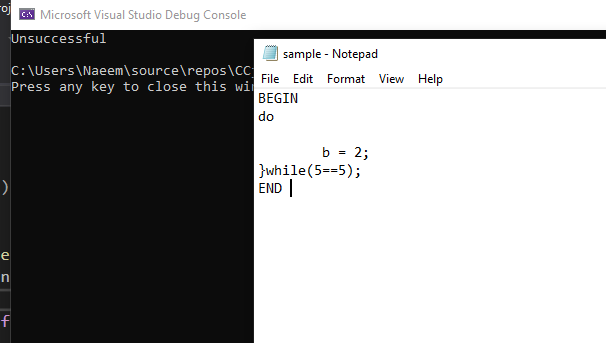 roj
Microsoft Visual Studio Debug Console
Unsuccessful
C:\Users\Naeem\source\repos\CC
Press any key to close this wi
sample - Notepad
File Edit Format View Help
BEGIN
do
b = 2;
}while(5==5);
END
)
e
n
f